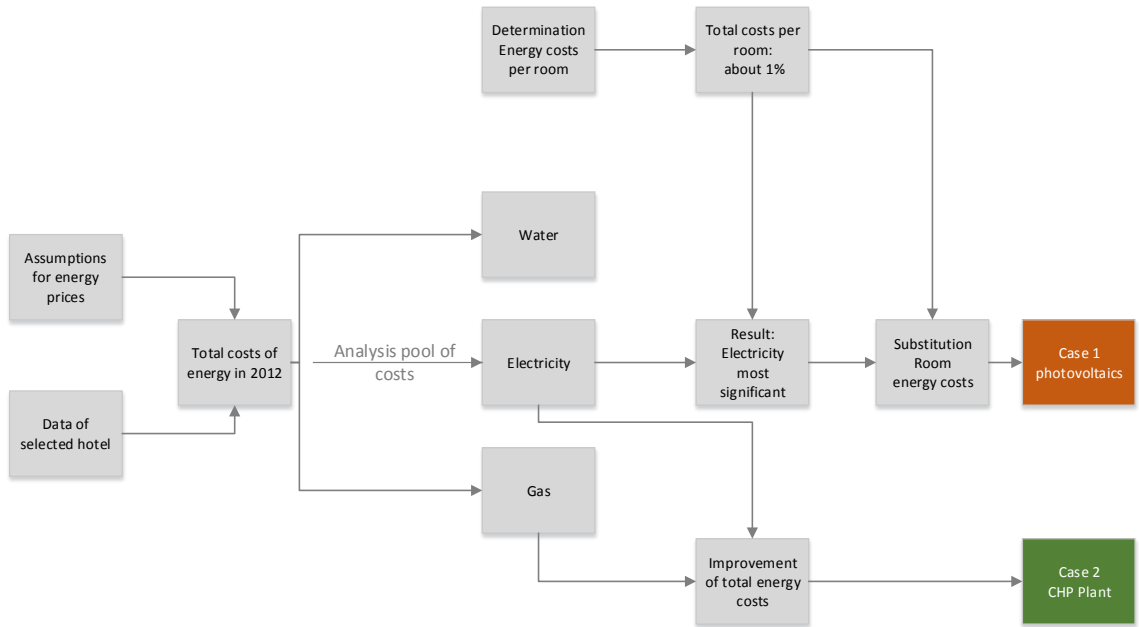 Determination
Energy costs
per room
Total costs per
room:
about 1%
Water
Assumptions
for energy
prices
Total costs of
energy in 2012
Analysis pool of
costs
Electricity
Result:
Electricity
most
significant
Substitution
Room
energy costs
Case 1
photovoltaics
Data of
selected hotel
Gas
Improvement
of total energy
costs
Case 2
CHP Plant